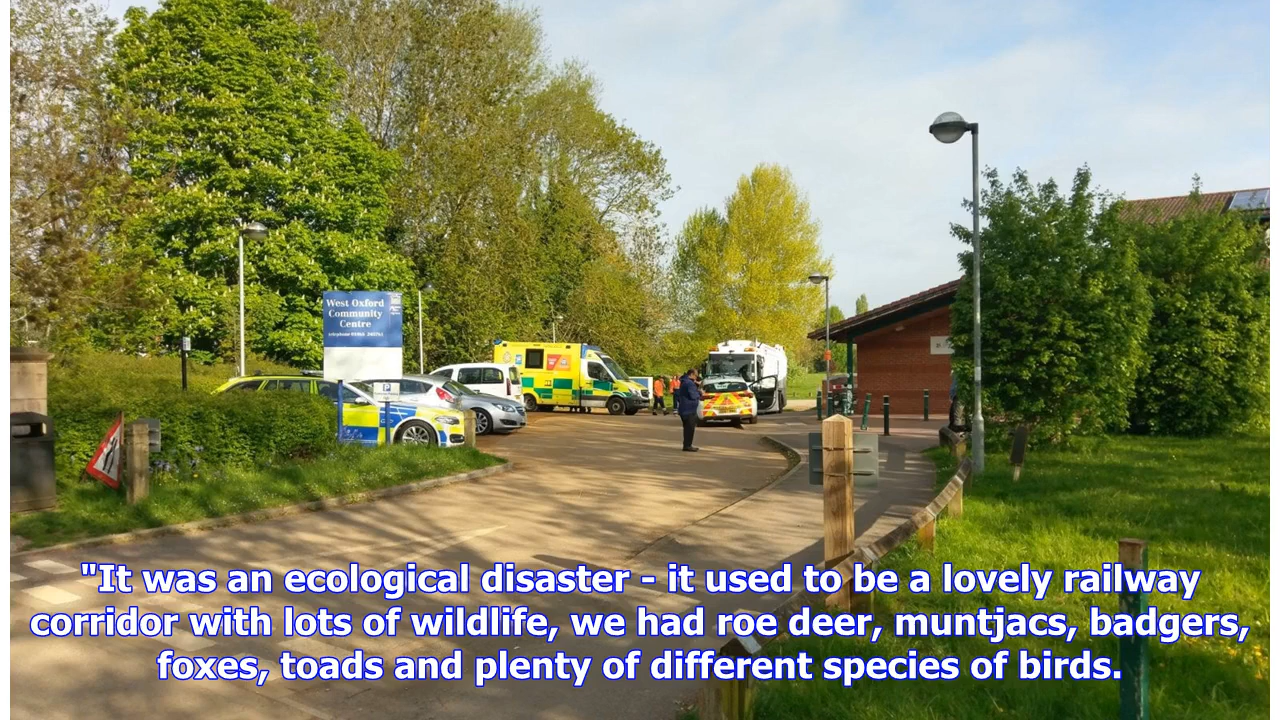 West Oxford
Community
Centre
P
"It was an ecological disaster - it used to be a lovely railway
corridor with lots of wildlife, we had roe deer, muntjacs, badgers,
foxes, toads and plenty of different species of birds.